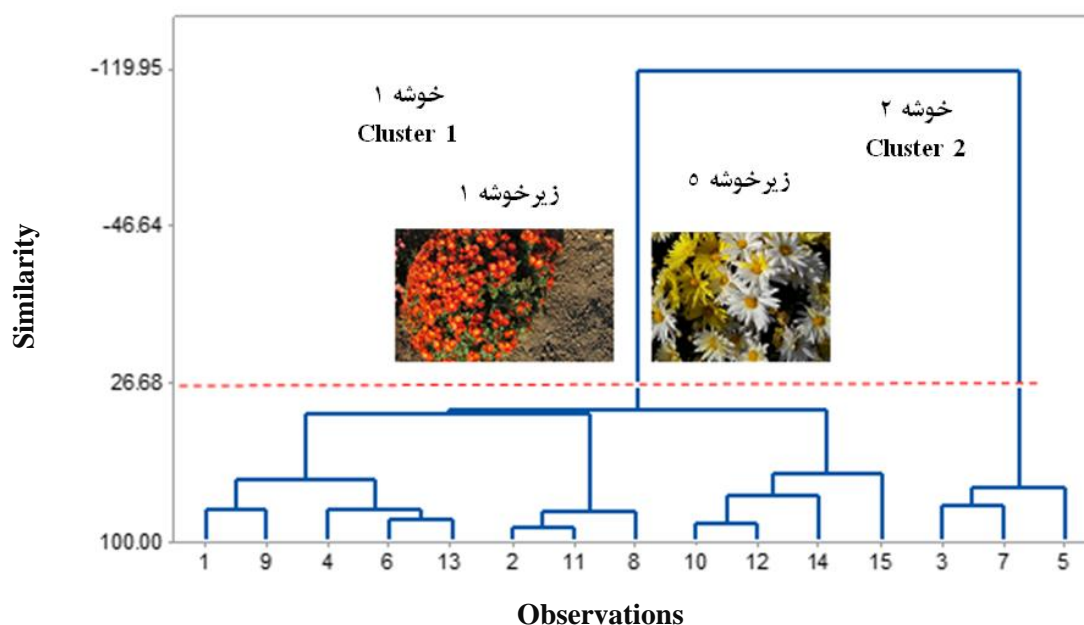 -119.95
خوشه ۱
Cluster 1
خوشه ۲
Cluster 2
زیرخوشه ۱
زیرخوشه ۵
-46.64
Similarity
26.68
100.00
1 9 4 6 13 2 11 8 10 12 14 15 3 7 5
Observations